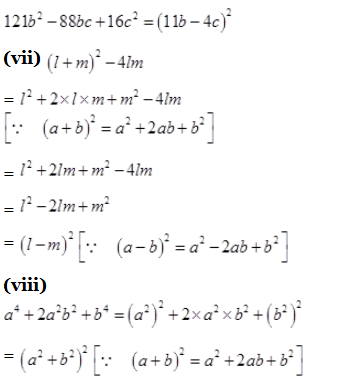 121b² − 88bc + 16c² = (11b − 4c)²
(vii) (l + m)² − 4lm
= l² + 2×l×m + m² − 4lm
[∵ (a + b)² = a² + 2ab + b²]
= l² + 2lm + m² − 4lm
= l² − 2lm + m²
= (l − m)² [∵ (a − b)² = a² − 2ab + b²]
(viii)
a⁴ + 2a²b² + b⁴ = (a²)² + 2×a²×b² + (b²)²
= (a² + b²)² [∵ (a + b)² = a² + 2ab + b²]